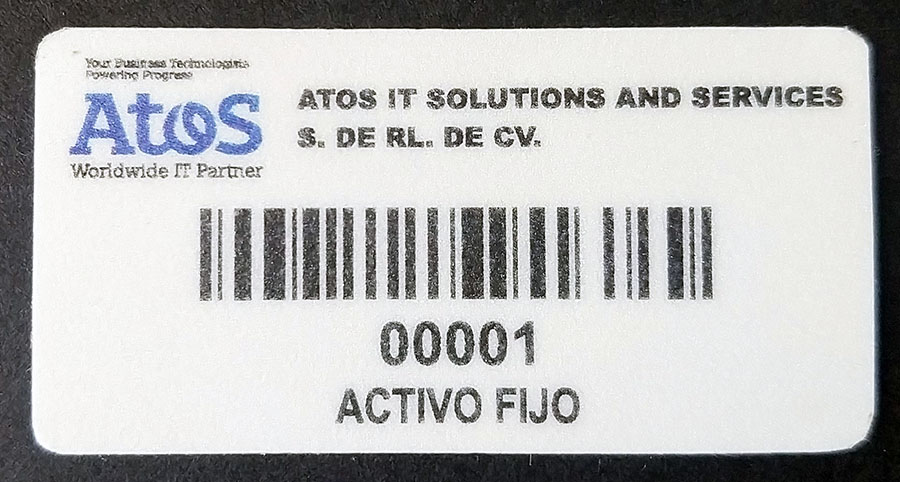 Your Business Technologists
Powering Progress
Atos
Worldwide IT Partner
ATOS IT SOLUTIONS AND SERVICES
S. DE RL. DE CV.
00001
ACTIVO FIJO